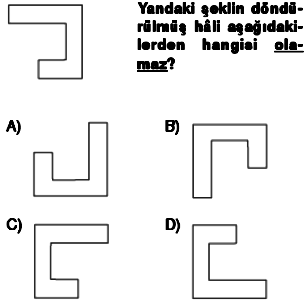 Yandaki şeklin döndü-
rülmüş hâli aşağıdaki-
lerden hangisi ola-
maz?
A)
B)
C)
D)